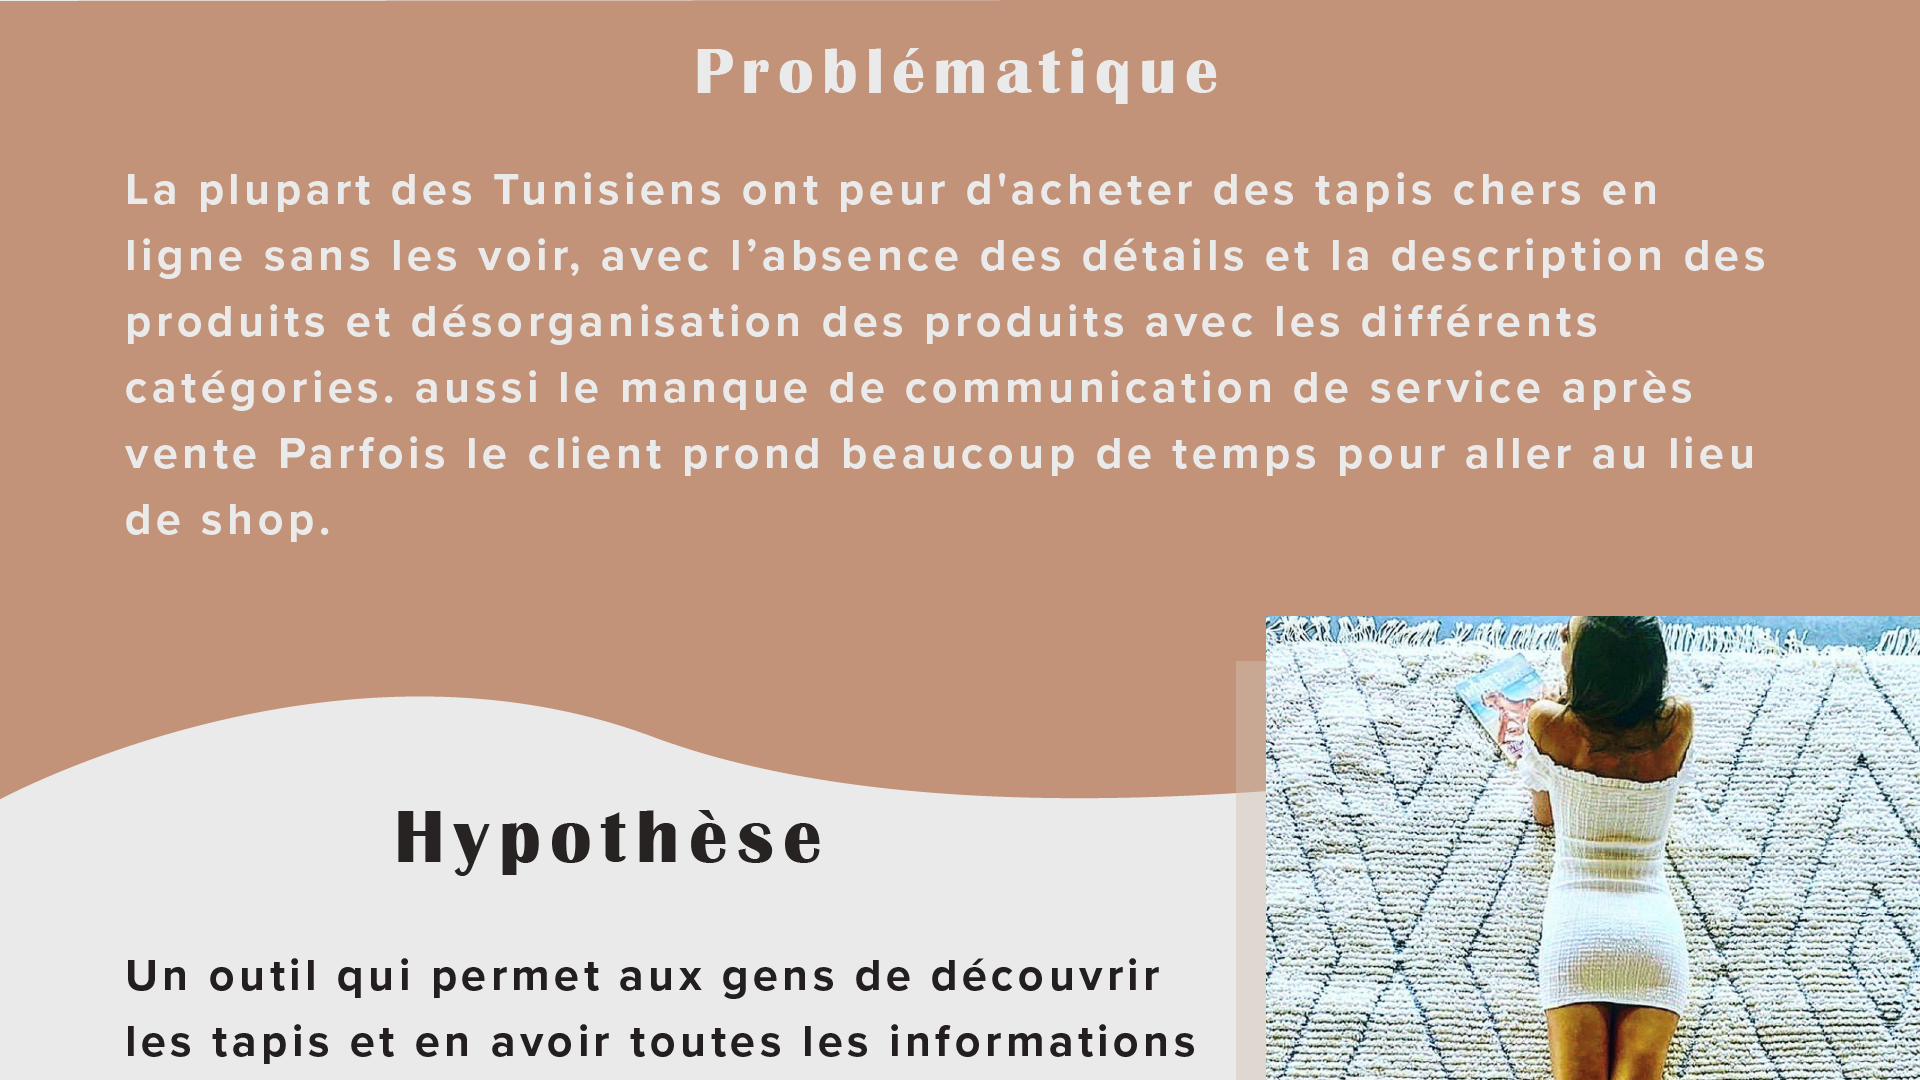 Problématique
La plupart des Tunisiens ont peur d'acheter des tapis chers en
ligne sans les voir, avec l’absence des détails et la description des
produits et désorganisation des produits avec les différents
catégories. aussi le manque de communication de service après
vente Parfois le client prond beaucoup de temps pour aller au lieu
de shop.
Hypothèse
Un outil qui permet aux gens de découvrir
les tapis et en avoir toutes les informations